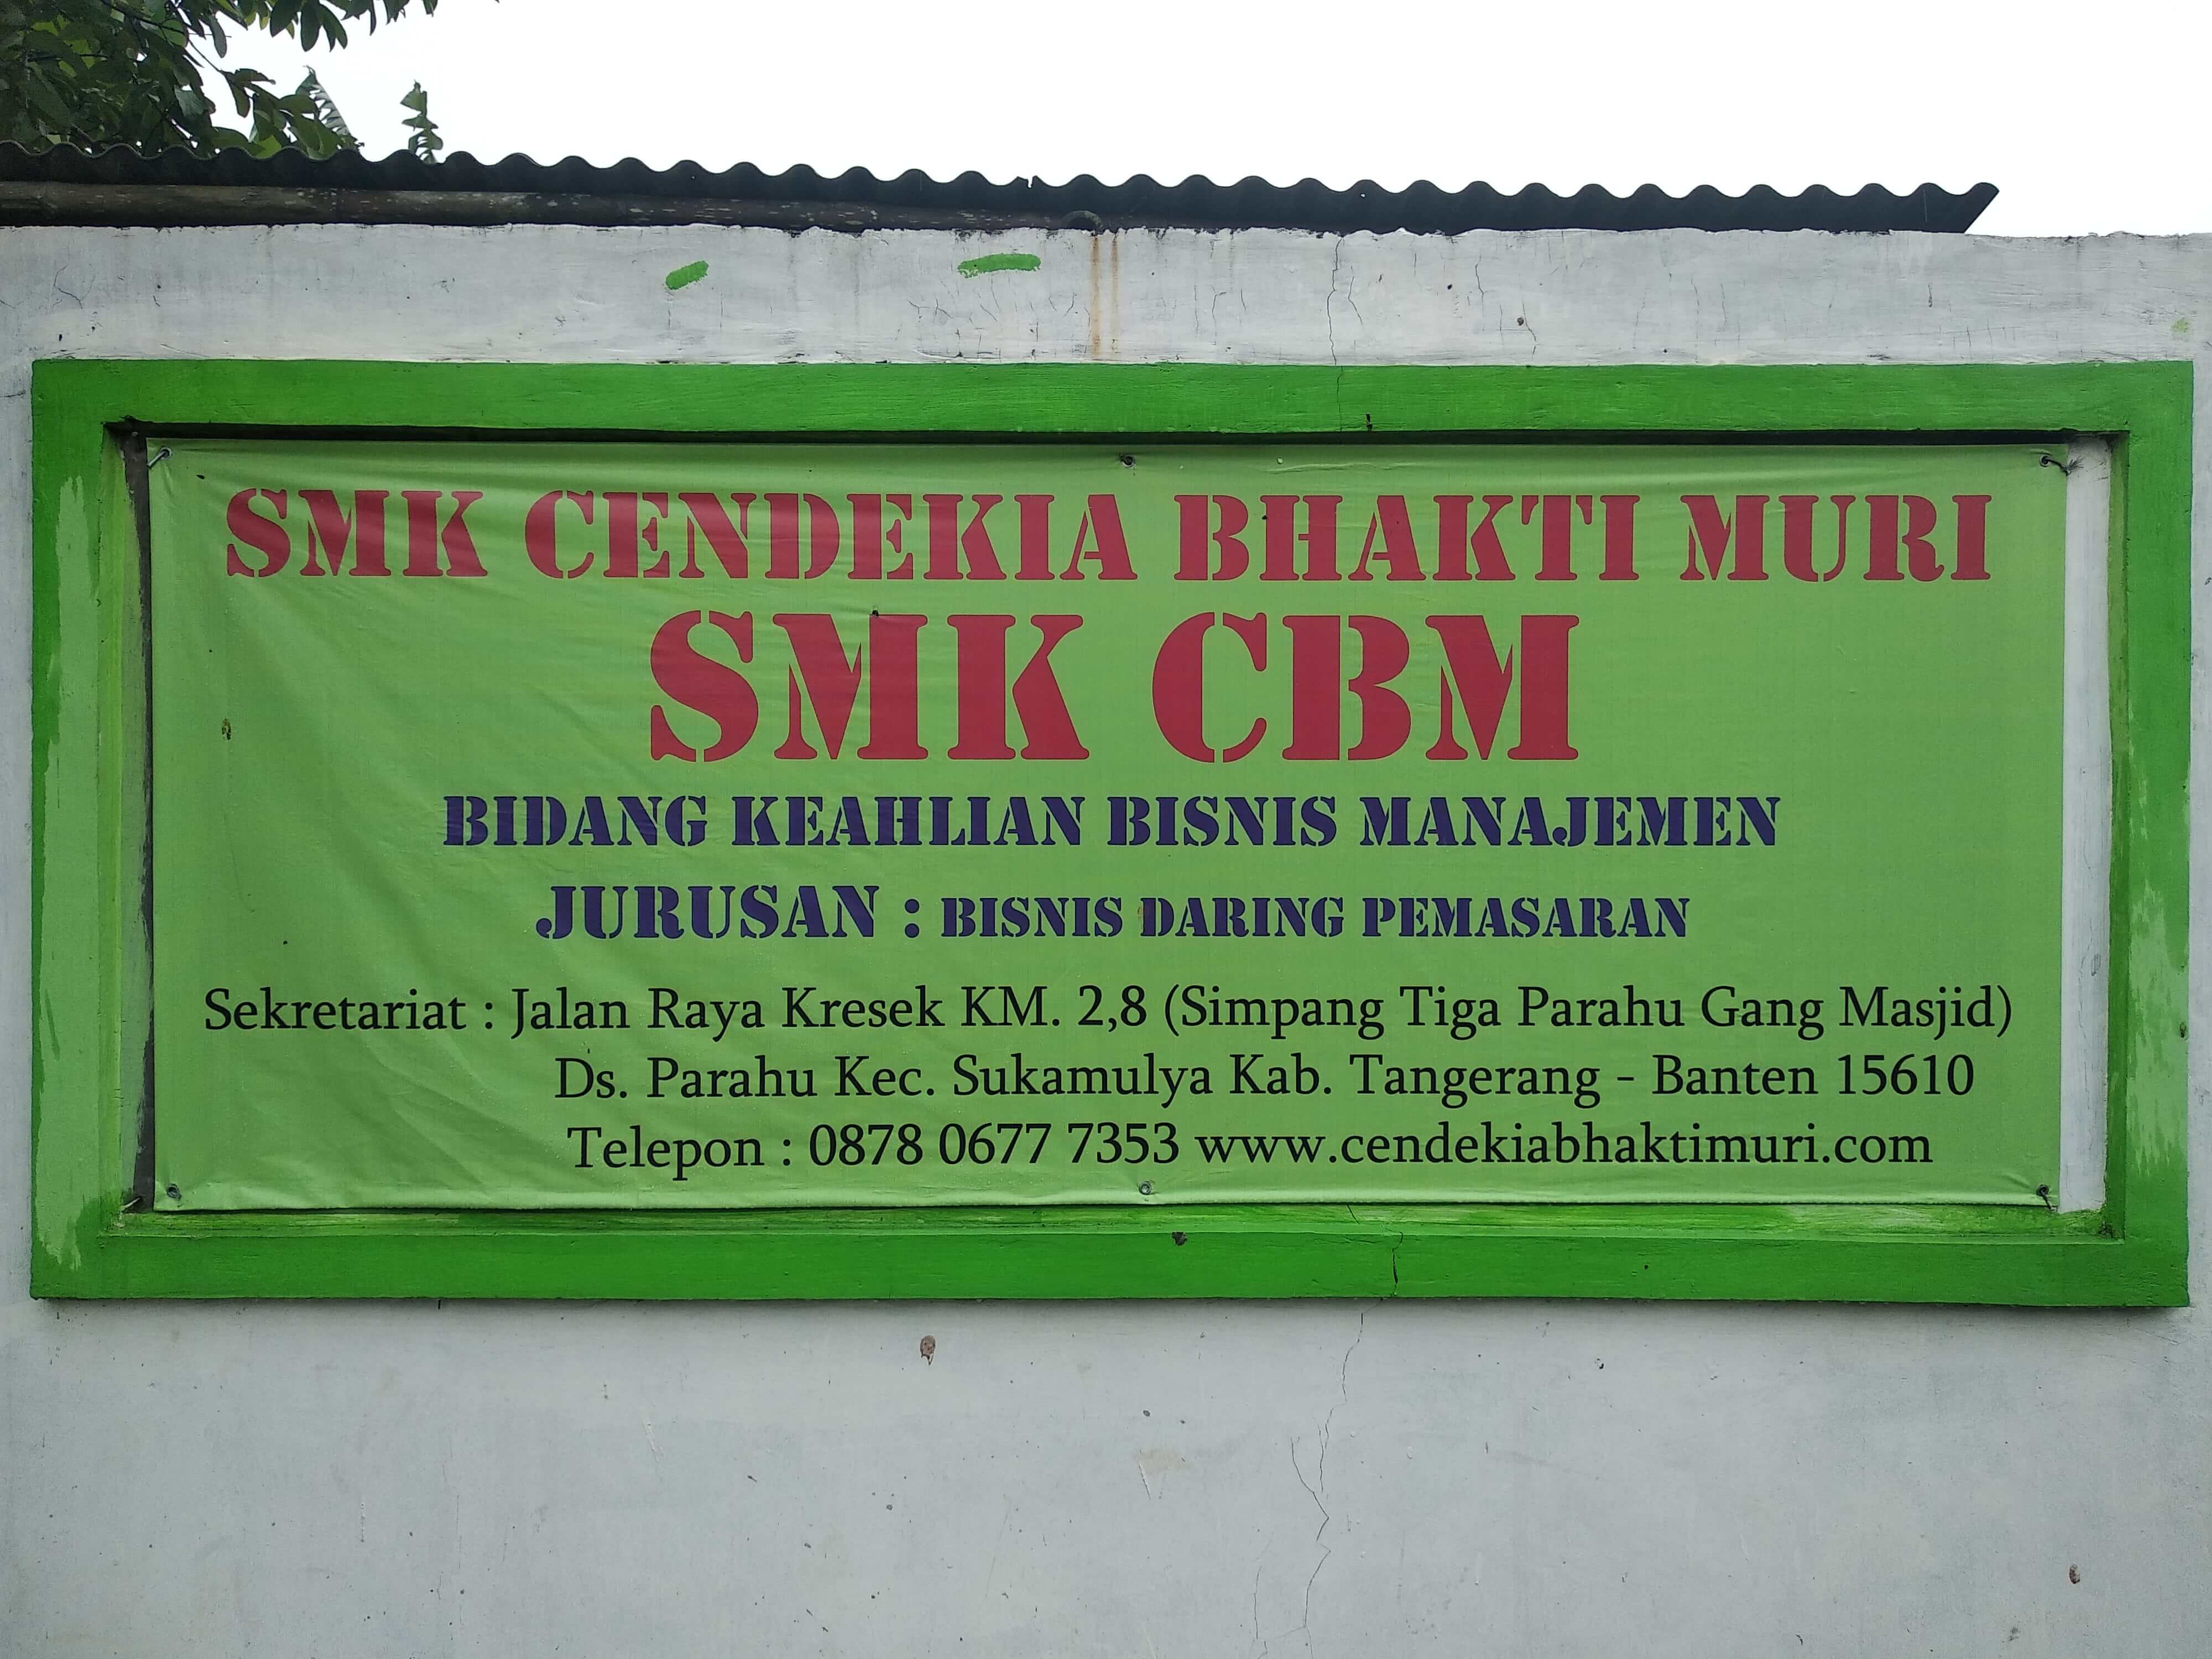 SMK CENDEKIA BHAKTI MURI
SMK CBM
BIDANG KEAHLIAN BISNIS MANAJEMEN
JURUSAN : BISNIS DARING PEMASARAN
Sekretariat : Jalan Raya Kresek KM. 2,8 (Simpang Tiga Parahu Gang Masjid)
Ds. Parahu Kec. Sukamulya Kab. Tangerang - Banten 15610
Telepon : 0878 0677 7353 www.cendekiabhaktimuri.com